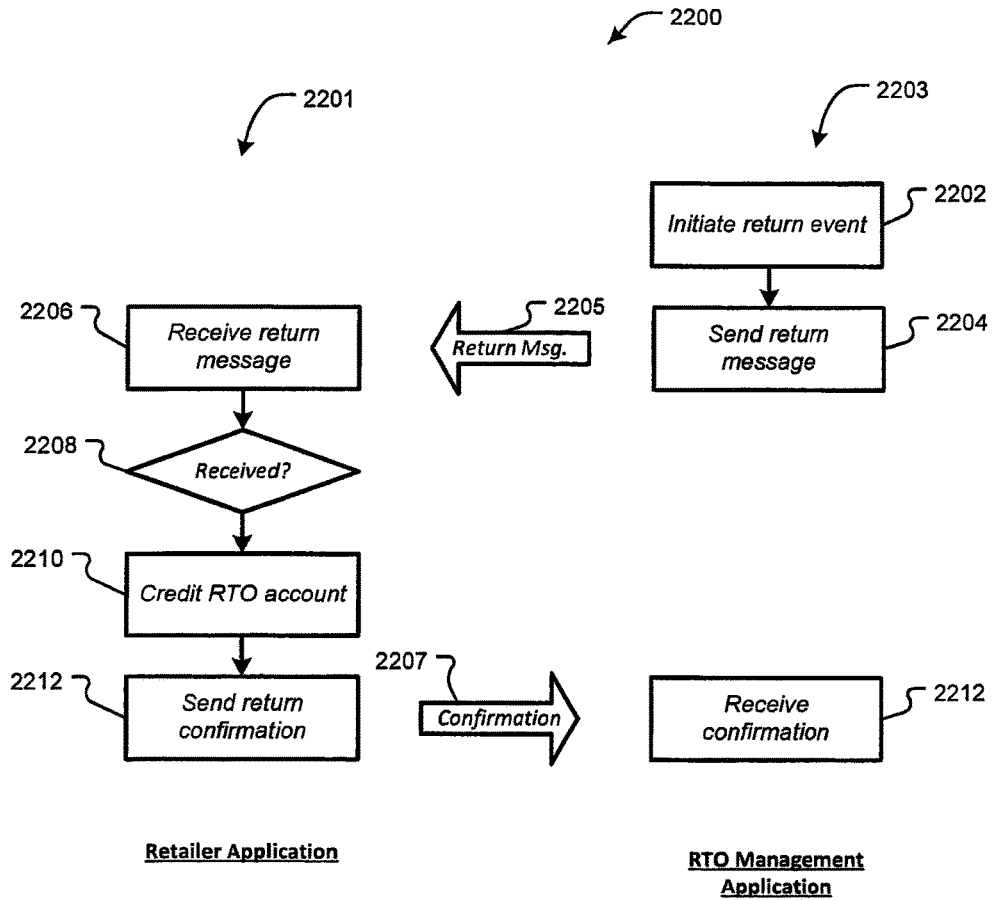 2200
2201
2203
2202
Initiate return event
2206
Receive return
message
2205
Return Msg.
2204
Send return
message
2208
Received?
2210
Credit RTO account
2212
Send return
confirmation
2207
Confirmation
2212
Receive
confirmation
Retailer Application
RTO Management
Application